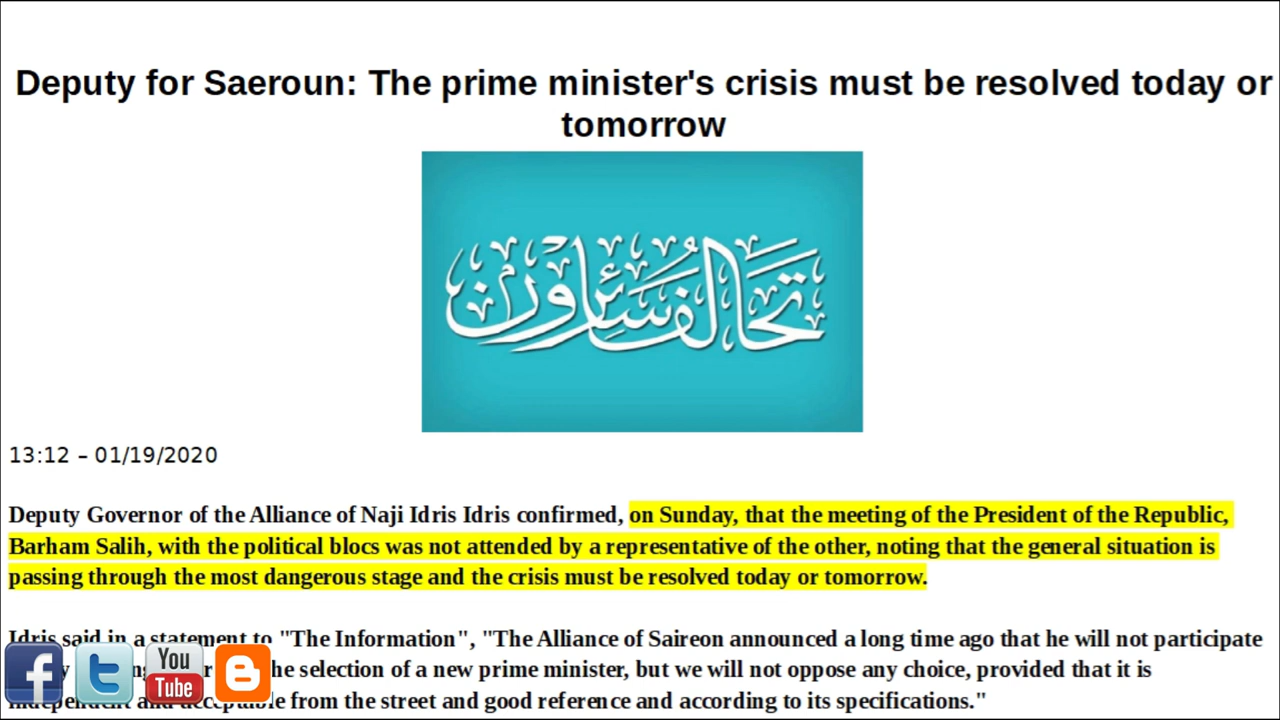 Deputy for Saeroun: The prime minister's crisis must be resolved today or
tomorrow
تحالف سائرون
13:12 – 01/19/2020
Deputy Governor of the Alliance of Naji Idris Idris confirmed, on Sunday, that the meeting of the President of the Republic,
Barham Salih, with the political blocs was not attended by a representative of the other, noting that the general situation is
passing through the most dangerous stage and the crisis must be resolved today or tomorrow.
Idris said in a statement to "The Information", "The Alliance of Saireon announced a long time ago that he will not participate
the selection of a new prime minister, but we will not oppose any choice, provided that it is
independent and acceptable from the street and good reference and according to its specifications."
f t You Tube